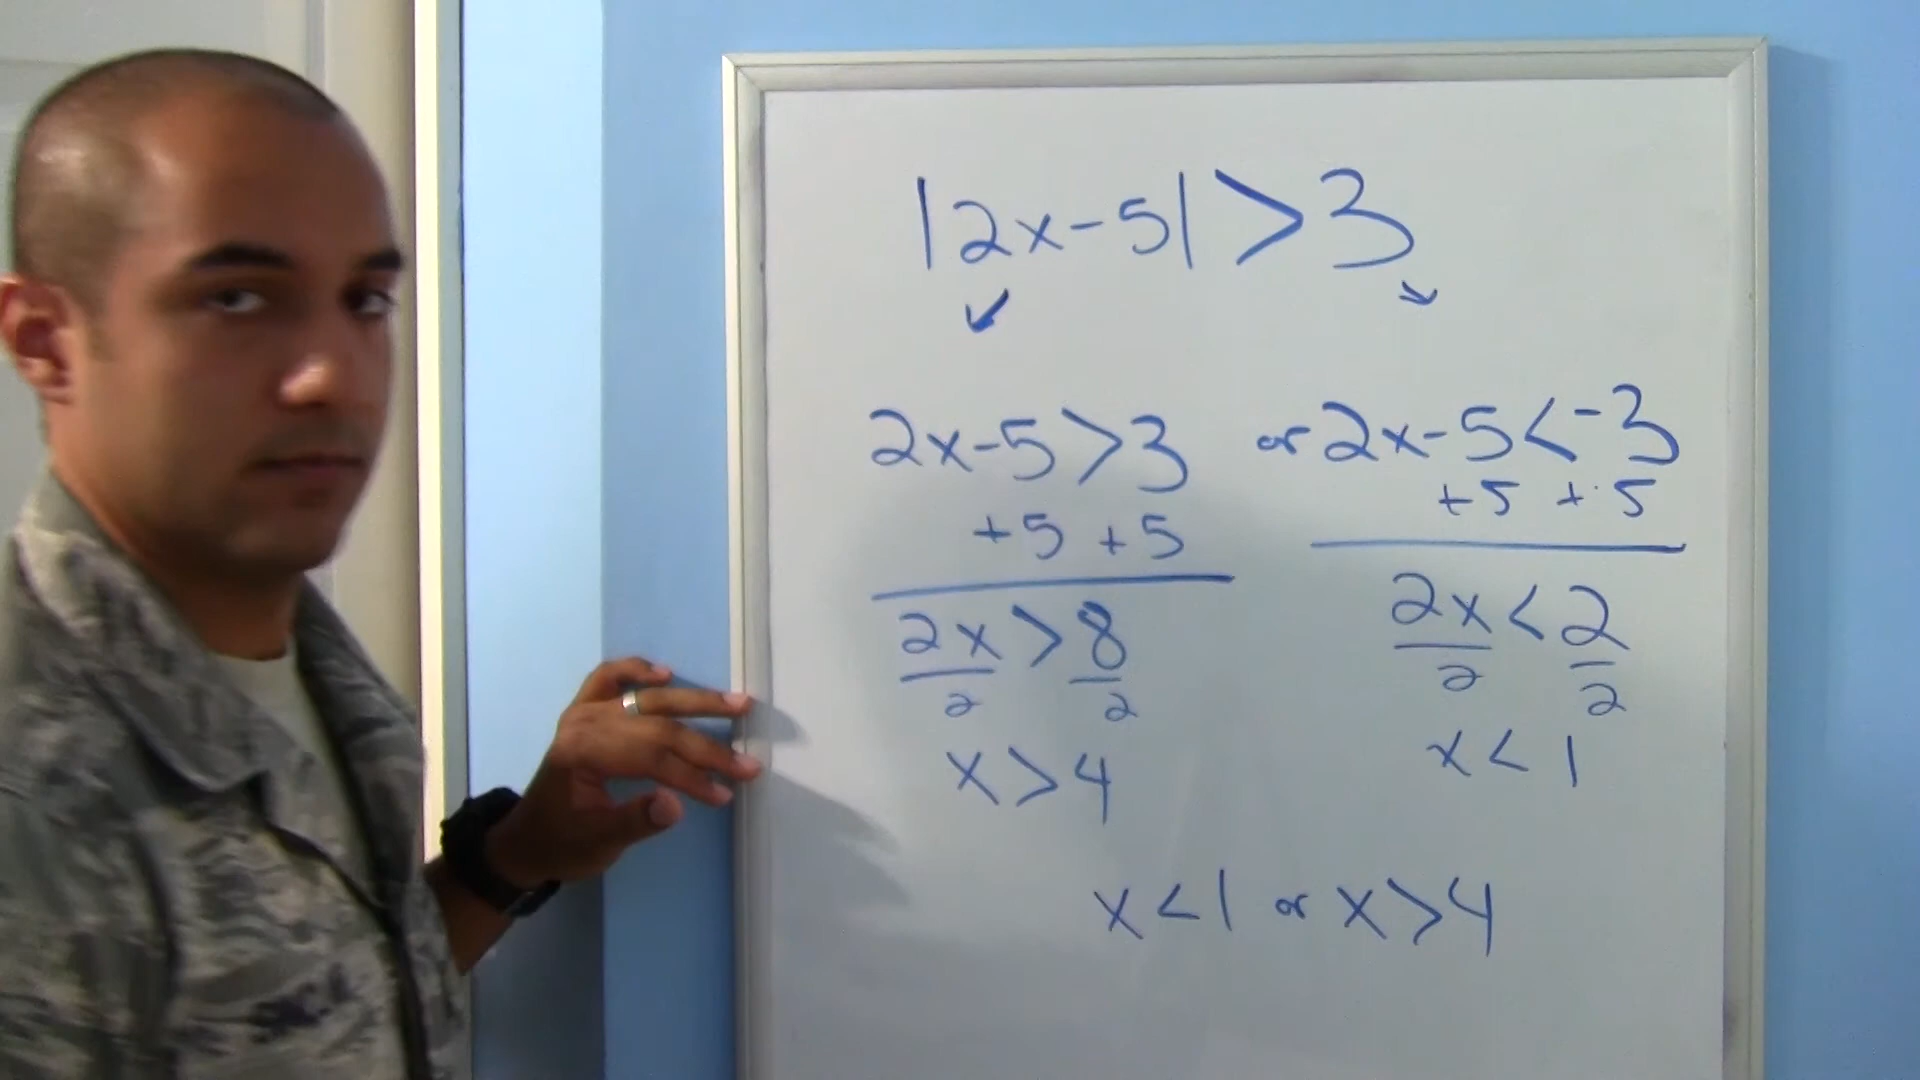 |2x-5|>3
2x-5>3 or 2x-5<-3
+5 +5
+5 +5
2x>8
2 2
2x<2
2 2
x>4
x<1
x<1 or x>4